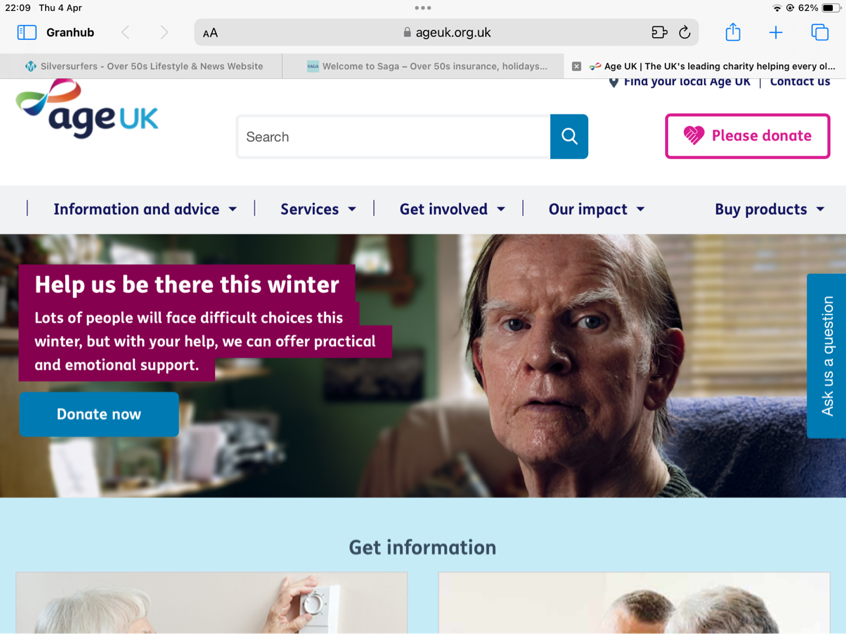 22:09 Thu 4 Apr
62%
Granhub
AA
ageuk.org.uk
Silversurfers - Over 50s Lifestyle & News Website
SAGA Welcome to Saga – Over 50s insurance, holidays...
Age UK | The UK's leading charity helping every ol...
Find your local Age UK | Contact us
age UK
Search
Please donate
Information and advice
Services
Get involved
Our impact
Buy products
Help us be there this winter
Lots of people will face difficult choices this
winter, but with your help, we can offer practical
and emotional support.
Donate now
Ask us a question
Get information